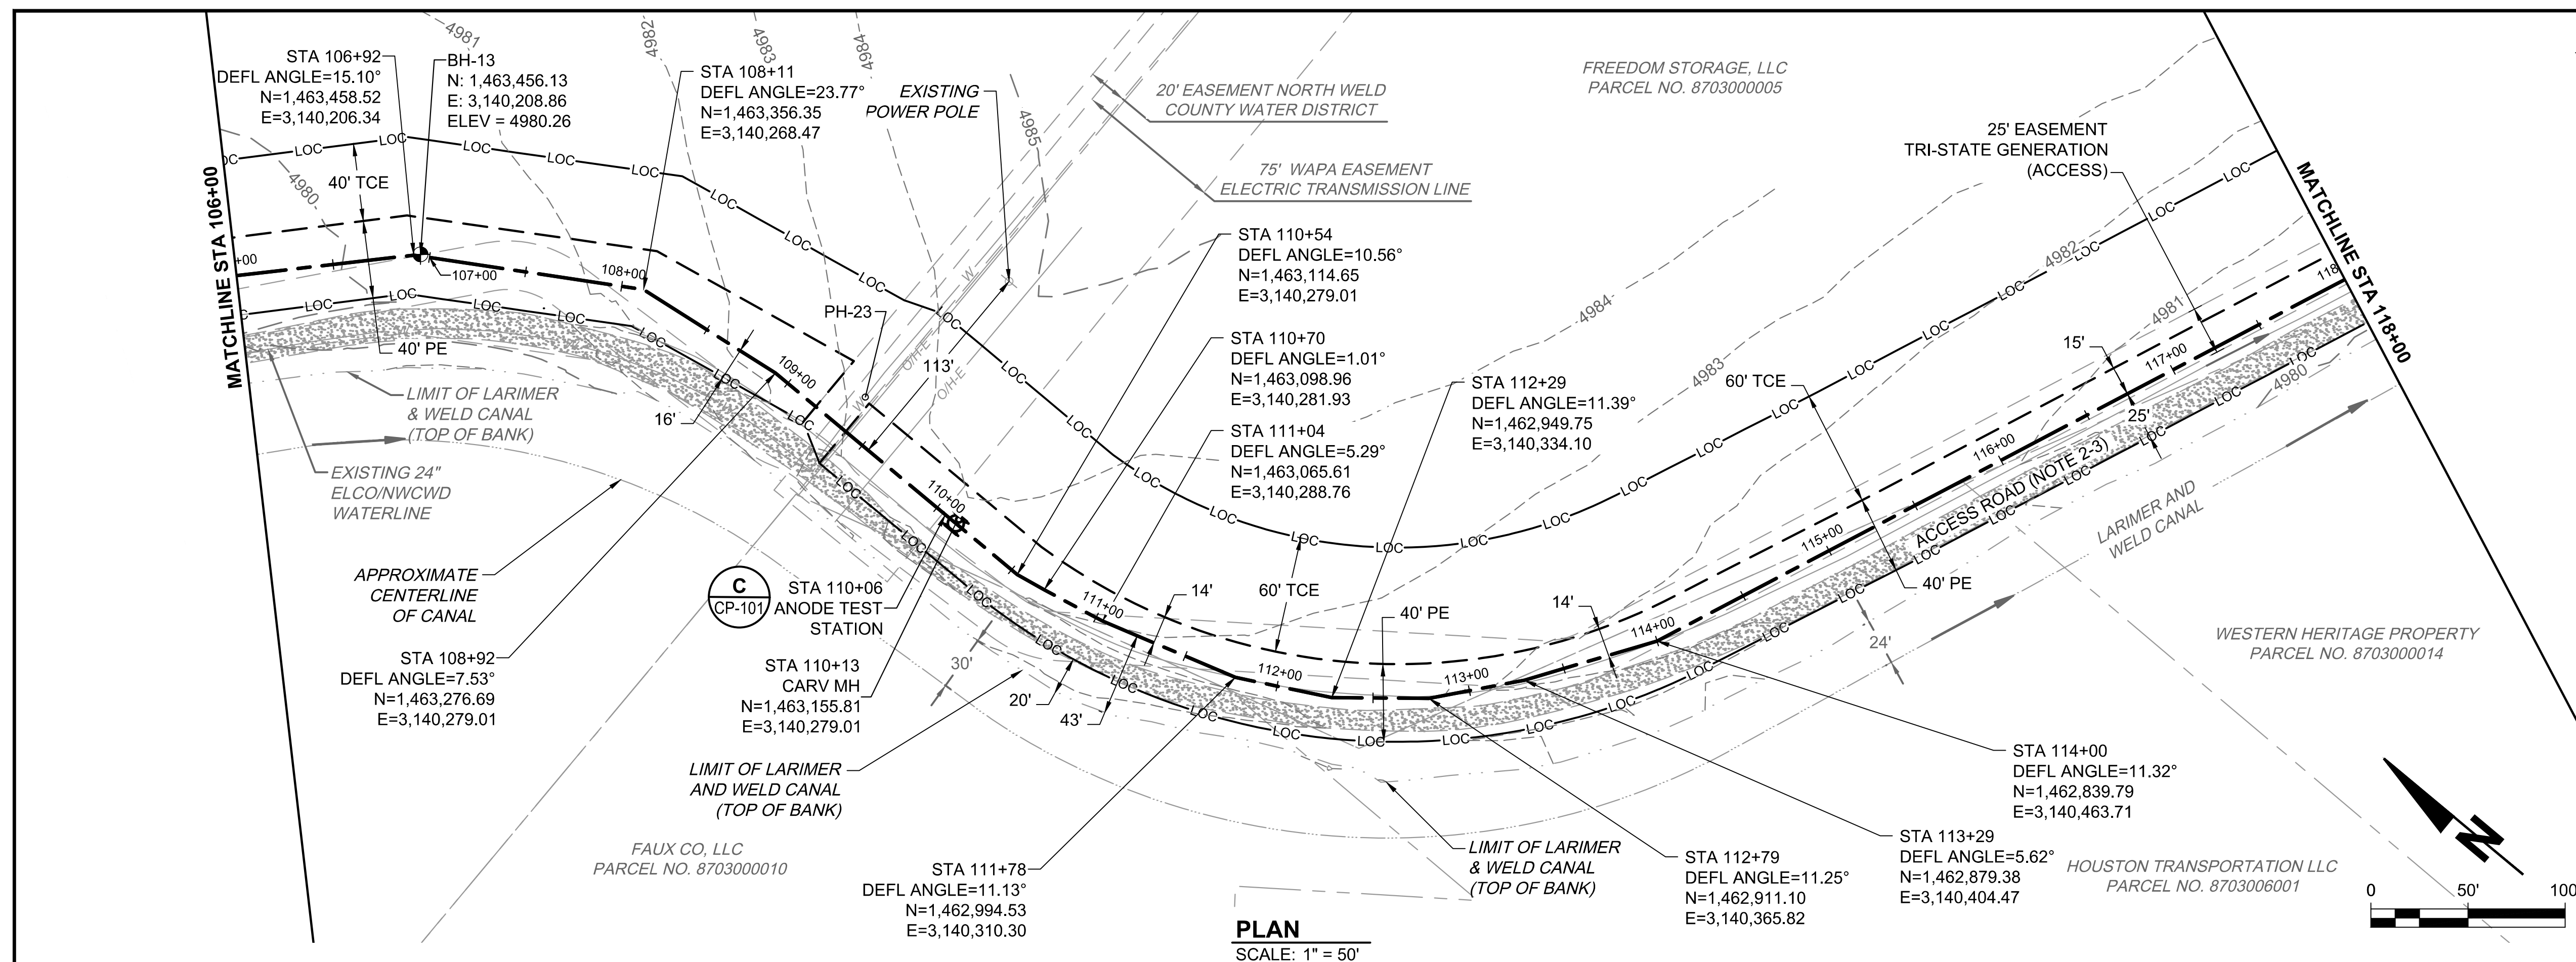 4981
4982
4983
4984
STA 106+92
DEFL ANGLE=15.10°
N=1,463,458.52
E=3,140,206.34
BH-13
N: 1,463,456.13
E: 3,140,208.86
ELEV = 4980.26
STA 108+11
DEFL ANGLE=23.77°
N=1,463,356.35
E=3,140,268.47
EXISTING
POWER POLE
4985
20' EASEMENT NORTH WELD
COUNTY WATER DISTRICT
75' WAPA EASEMENT
ELECTRIC TRANSMISSION LINE
FREEDOM STORAGE, LLC
PARCEL NO. 8703000005
25' EASEMENT
TRI-STATE GENERATION
(ACCESS)
MATCHLINE STA 106+00
MATCHLINE STA 118+00
LOC
40' TCE
4980
+00
107+00
108+00
40' PE
PH-23
W
O/H-E
O/H-E
W
113'
109+00
16'
LIMIT OF LARIMER
& WELD CANAL
(TOP OF BANK)
EXISTING 24"
ELCO/NWCWD
WATERLINE
APPROXIMATE
CENTERLINE
OF CANAL
STA 108+92
DEFL ANGLE=7.53°
N=1,463,276.69
E=3,140,279.01
STA 110+54
DEFL ANGLE=10.56°
N=1,463,114.65
E=3,140,279.01
STA 110+70
DEFL ANGLE=1.01°
N=1,463,098.96
E=3,140,281.93
STA 111+04
DEFL ANGLE=5.29°
N=1,463,065.61
E=3,140,288.76
STA 112+29
DEFL ANGLE=11.39°
N=1,462,949.75
E=3,140,334.10
110+00
C
CP-101
STA 110+06
ANODE TEST
STATION
STA 110+13
CARV MH
N=1,463,155.81
E=3,140,279.01
30'
20'
43'
111+00
14'
60' TCE
40' PE
112+00
113+00
14'
114+00
4984
4983
4982
4981
4980
60' TCE
15'
25'
115+00
116+00
117+00
118
ACCESS ROAD (NOTE 2-3)
40' PE
24'
LARIMER AND
WELD CANAL
WESTERN HERITAGE PROPERTY
PARCEL NO. 8703000014
LIMIT OF LARIMER
AND WELD CANAL
(TOP OF BANK)
FAUX CO, LLC
PARCEL NO. 8703000010
STA 111+78
DEFL ANGLE=11.13°
N=1,462,994.53
E=3,140,310.30
LIMIT OF LARIMER
& WELD CANAL
(TOP OF BANK)
STA 112+79
DEFL ANGLE=11.25°
N=1,462,911.10
E=3,140,365.82
STA 113+29
DEFL ANGLE=5.62°
N=1,462,879.38
E=3,140,404.47
STA 114+00
DEFL ANGLE=11.32°
N=1,462,839.79
E=3,140,463.71
HOUSTON TRANSPORTATION LLC
PARCEL NO. 8703006001
N
0 50' 100
PLAN
SCALE: 1" = 50'